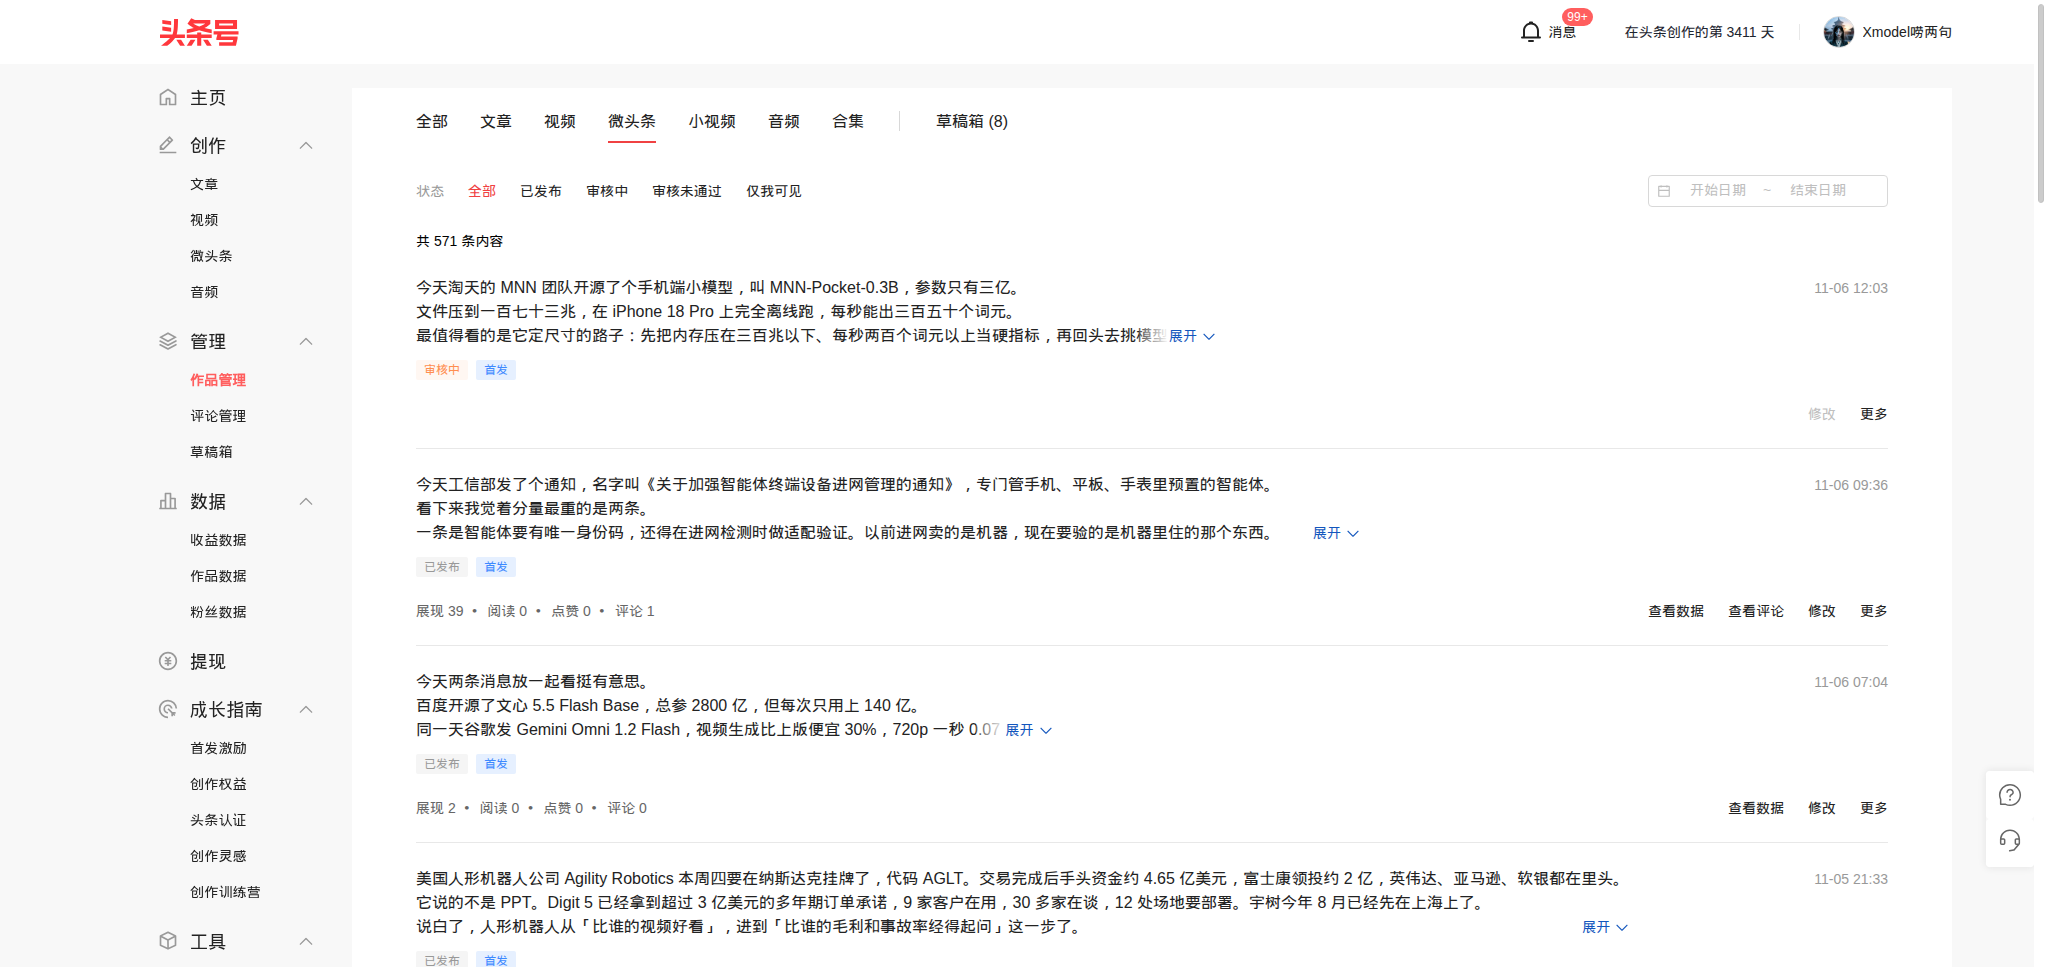 头条号
消息
99+
在头条创作的第 3411 天
Xmodel唠两句
主页
创作
文章
视频
微头条
音频
管理
作品管理
评论管理
草稿箱
数据
收益数据
作品数据
粉丝数据
提现
成长指南
首发激励
创作权益
头条认证
创作灵感
创作训练营
工具
全部 文章 视频 微头条 小视频 音频 合集 草稿箱 (8)
状态 全部 已发布 审核中 审核未通过 仅我可见
开始日期 ~ 结束日期
共 571 条内容
今天淘天的 MNN 团队开源了个手机端小模型，叫 MNN-Pocket-0.3B，参数只有三亿。
11-06 12:03
文件压到一百七十三兆，在 iPhone 18 Pro 上完全离线跑，每秒能出三百五十个词元。
最值得看的是它定尺寸的路子：先把内存压在三百兆以下、每秒两百个词元以上当硬指标，再回头去挑模型 展开
审核中 首发
修改 更多
今天工信部发了个通知，名字叫《关于加强智能体终端设备进网管理的通知》，专门管手机、平板、手表里预置的智能体。
11-06 09:36
看下来我觉着分量最重的是两条。
一条是智能体要有唯一身份码，还得在进网检测时做适配验证。以前进网卖的是机器，现在要验的是机器里住的那个东西。 展开
已发布 首发
展现 39 • 阅读 0 • 点赞 0 • 评论 1
查看数据 查看评论 修改 更多
今天两条消息放一起看挺有意思。
11-06 07:04
百度开源了文心 5.5 Flash Base，总参 2800 亿，但每次只用上 140 亿。
同一天谷歌发 Gemini Omni 1.2 Flash，视频生成比上版便宜 30%，720p 一秒 0.07 展开
已发布 首发
展现 2 • 阅读 0 • 点赞 0 • 评论 0
查看数据 修改 更多
美国人形机器人公司 Agility Robotics 本周四要在纳斯达克挂牌了，代码 AGLT。交易完成后手头资金约 4.65 亿美元，富士康领投约 2 亿，英伟达、亚马逊、软银都在里头。
11-05 21:33
它说的不是 PPT。Digit 5 已经拿到超过 3 亿美元的多年期订单承诺，9 家客户在用，30 多家在谈，12 处场地要部署。宇树今年 8 月已经先在上海上了。
说白了，人形机器人从「比谁的视频好看」，进到「比谁的毛利和事故率经得起问」这一步了。 展开
已发布 首发